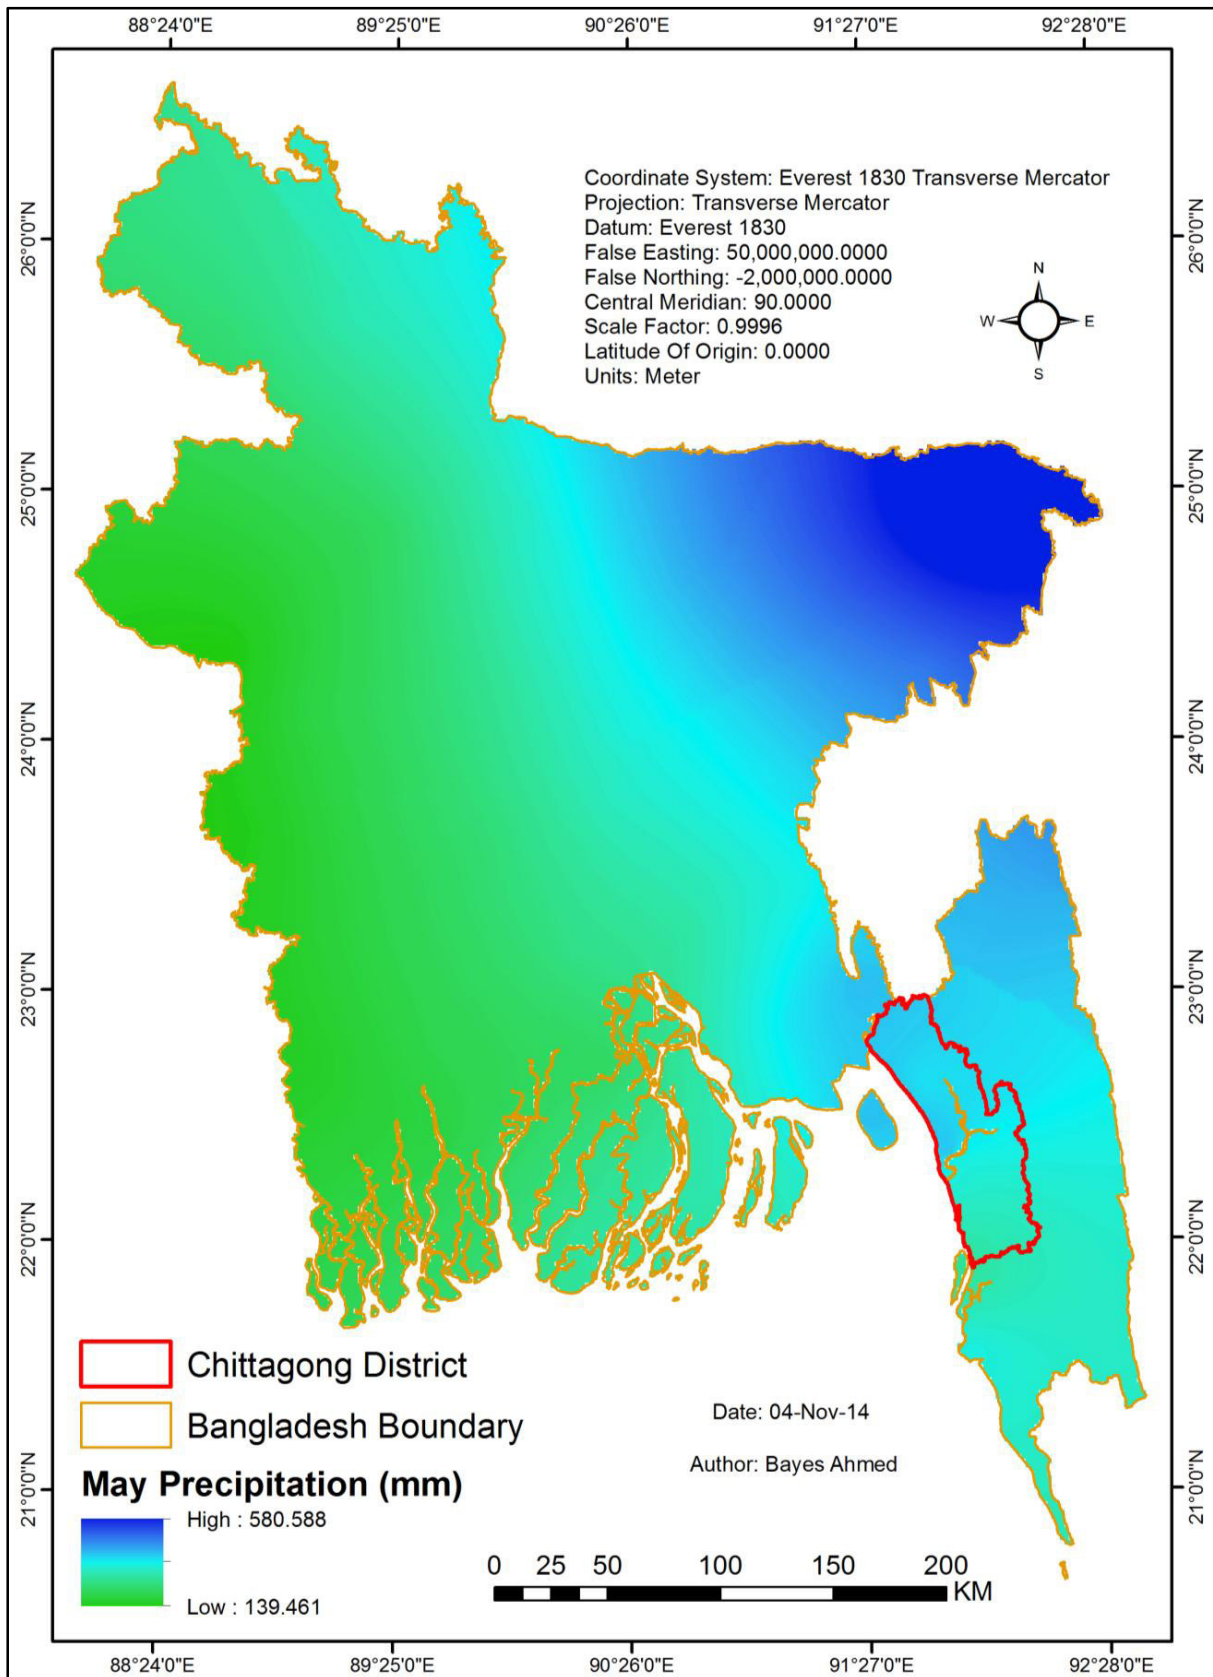 88°24'0"E 89°25'0"E 90°26'0"E 91°27'0"E 92°28'0"E
Coordinate System: Everest 1830 Transverse Mercator
Projection: Transverse Mercator
Datum: Everest 1830
False Easting: 50,000,000.0000
False Northing: -2,000,000.0000
Central Meridian: 90.0000
Scale Factor: 0.9996
Latitude Of Origin: 0.0000
Units: Meter
N
W E
S
26°0'0"N 26°0'0"N
25°0'0"N 25°0'0"N
24°0'0"N 24°0'0"N
23°0'0"N 23°0'0"N
22°0'0"N 22°0'0"N
21°0'0"N 21°0'0"N
Chittagong District
Bangladesh Boundary
May Precipitation (mm)
High : 580.588
Low : 139.461
Date: 04-Nov-14
Author: Bayes Ahmed
0 25 50 100 150 200
KM
88°24'0"E 89°25'0"E 90°26'0"E 91°27'0"E 92°28'0"E